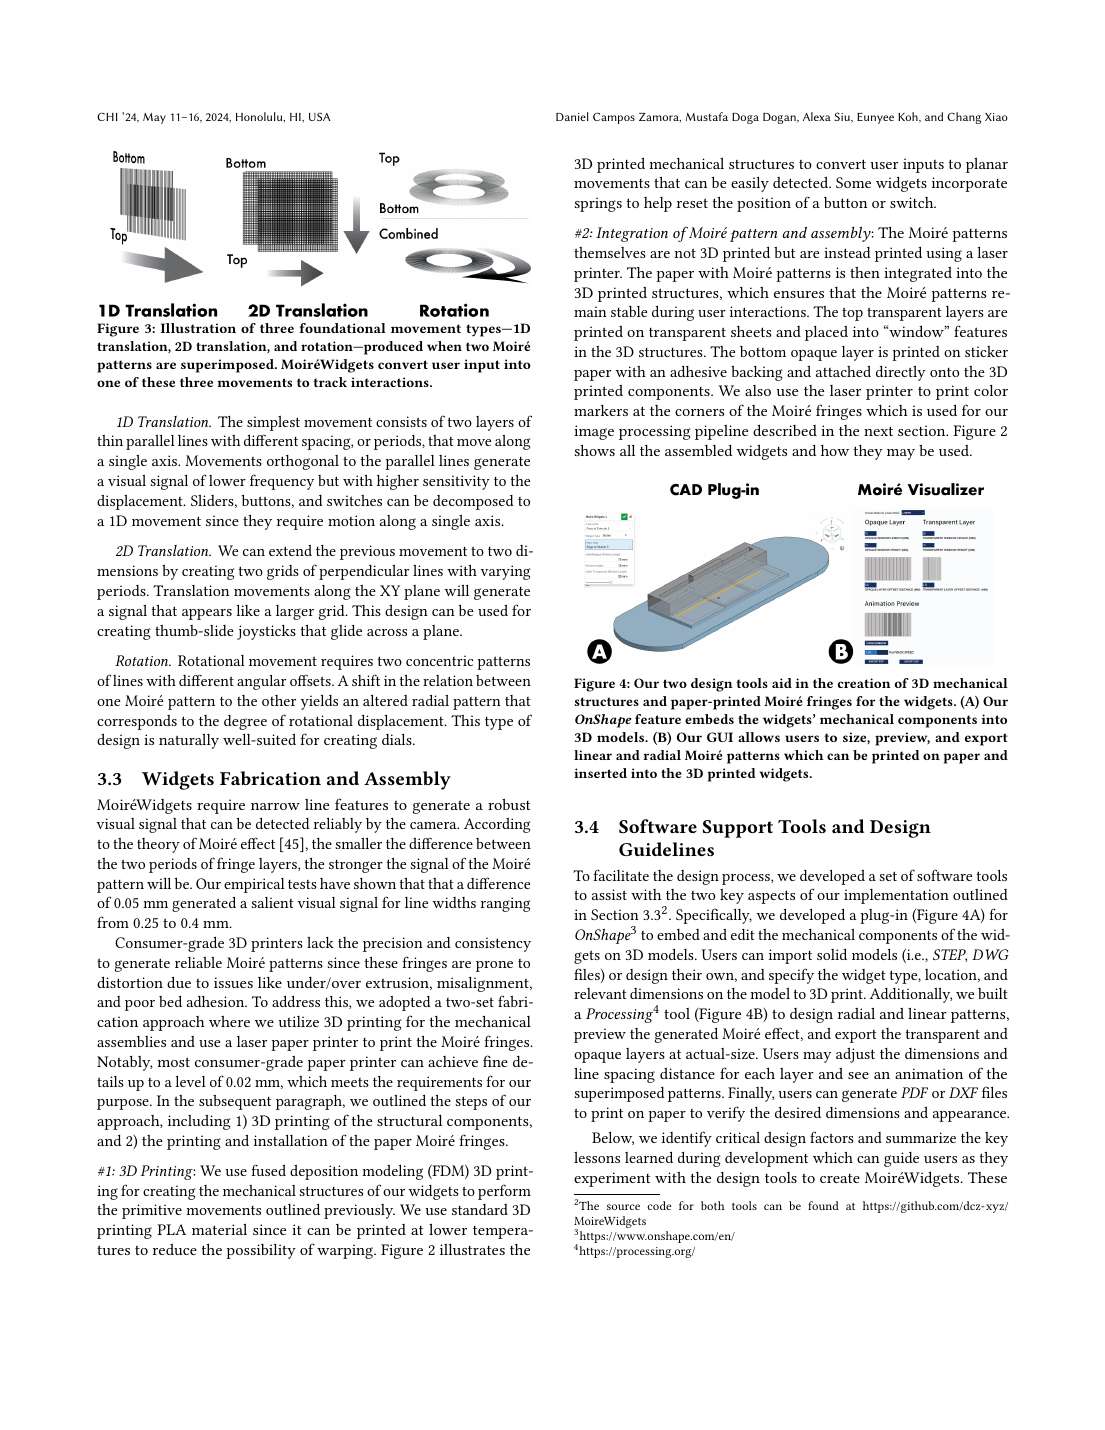 CHI ’24, May 11–16, 2024, Honolulu, HI, USA
Daniel Campos Zamora, Mustafa Doga Dogan, Alexa Siu, Eunyee Koh, and Chang Xiao
Bottom
Top
1D Translation
Bottom
Top
2D Translation
Top
Bottom
Combined
Rotation
Figure 3: Illustration of three foundational movement types—1D
translation, 2D translation, and rotation—produced when two Moiré
patterns are superimposed. MoiréWidgets convert user input into
one of these three movements to track interactions.
1D Translation. The simplest movement consists of two layers of
thin parallel lines with different spacing, or periods, that move along
a single axis. Movements orthogonal to the parallel lines generate
a visual signal of lower frequency but with higher sensitivity to the
displacement. Sliders, buttons, and switches can be decomposed to
a 1D movement since they require motion along a single axis.
2D Translation. We can extend the previous movement to two di-
mensions by creating two grids of perpendicular lines with varying
periods. Translation movements along the XY plane will generate
a signal that appears like a larger grid. This design can be used for
creating thumb-slide joysticks that glide across a plane.
Rotation. Rotational movement requires two concentric patterns
of lines with different angular offsets. A shift in the relation between
one Moiré pattern to the other yields an altered radial pattern that
corresponds to the degree of rotational displacement. This type of
design is naturally well-suited for creating dials.
3.3 Widgets Fabrication and Assembly
MoiréWidgets require narrow line features to generate a robust
visual signal that can be detected reliably by the camera. According
to the theory of Moiré effect [45], the smaller the difference between
the two periods of fringe layers, the stronger the signal of the Moiré
pattern will be. Our empirical tests have shown that that a difference
of 0.05 mm generated a salient visual signal for line widths ranging
from 0.25 to 0.4 mm.
Consumer-grade 3D printers lack the precision and consistency
to generate reliable Moiré patterns since these fringes are prone to
distortion due to issues like under/over extrusion, misalignment,
and poor bed adhesion. To address this, we adopted a two-set fabri-
cation approach where we utilize 3D printing for the mechanical
assemblies and use a laser paper printer to print the Moiré fringes.
Notably, most consumer-grade paper printer can achieve fine de-
tails up to a level of 0.02 mm, which meets the requirements for our
purpose. In the subsequent paragraph, we outlined the steps of our
approach, including 1) 3D printing of the structural components,
and 2) the printing and installation of the paper Moiré fringes.
#1: 3D Printing: We use fused deposition modeling (FDM) 3D print-
ing for creating the mechanical structures of our widgets to perform
the primitive movements outlined previously. We use standard 3D
printing PLA material since it can be printed at lower tempera-
tures to reduce the possibility of warping. Figure 2 illustrates the
3D printed mechanical structures to convert user inputs to planar
movements that can be easily detected. Some widgets incorporate
springs to help reset the position of a button or switch.
#2: Integration of Moiré pattern and assembly: The Moiré patterns
themselves are not 3D printed but are instead printed using a laser
printer. The paper with Moiré patterns is then integrated into the
3D printed structures, which ensures that the Moiré patterns re-
main stable during user interactions. The top transparent layers are
printed on transparent sheets and placed into “window” features
in the 3D structures. The bottom opaque layer is printed on sticker
paper with an adhesive backing and attached directly onto the 3D
printed components. We also use the laser printer to print color
markers at the corners of the Moiré fringes which is used for our
image processing pipeline described in the next section. Figure 2
shows all the assembled widgets and how they may be used.
CAD Plug-in
Moiré Visualizer
Opaque Layer
Transparent Layer
Animation Preview
A
B
Figure 4: Our two design tools aid in the creation of 3D mechanical
structures and paper-printed Moiré fringes for the widgets. (A) Our
OnShape feature embeds the widgets’ mechanical components into
3D models. (B) Our GUI allows users to size, preview, and export
linear and radial Moiré patterns which can be printed on paper and
inserted into the 3D printed widgets.
3.4 Software Support Tools and Design
Guidelines
To facilitate the design process, we developed a set of software tools
to assist with the two key aspects of our implementation outlined
in Section 3.3². Specifically, we developed a plug-in (Figure 4A) for
OnShape³ to embed and edit the mechanical components of the wid-
gets on 3D models. Users can import solid models (i.e., STEP, DWG
files) or design their own, and specify the widget type, location, and
relevant dimensions on the model to 3D print. Additionally, we built
a Processing⁴ tool (Figure 4B) to design radial and linear patterns,
preview the generated Moiré effect, and export the transparent and
opaque layers at actual-size. Users may adjust the dimensions and
line spacing distance for each layer and see an animation of the
superimposed patterns. Finally, users can generate PDF or DXF files
to print on paper to verify the desired dimensions and appearance.
Below, we identify critical design factors and summarize the key
lessons learned during development which can guide users as they
experiment with the design tools to create MoiréWidgets. These
²The source code for both tools can be found at https://github.com/dcz-xyz/
MoireWidgets
³https://www.onshape.com/en/
⁴https://processing.org/